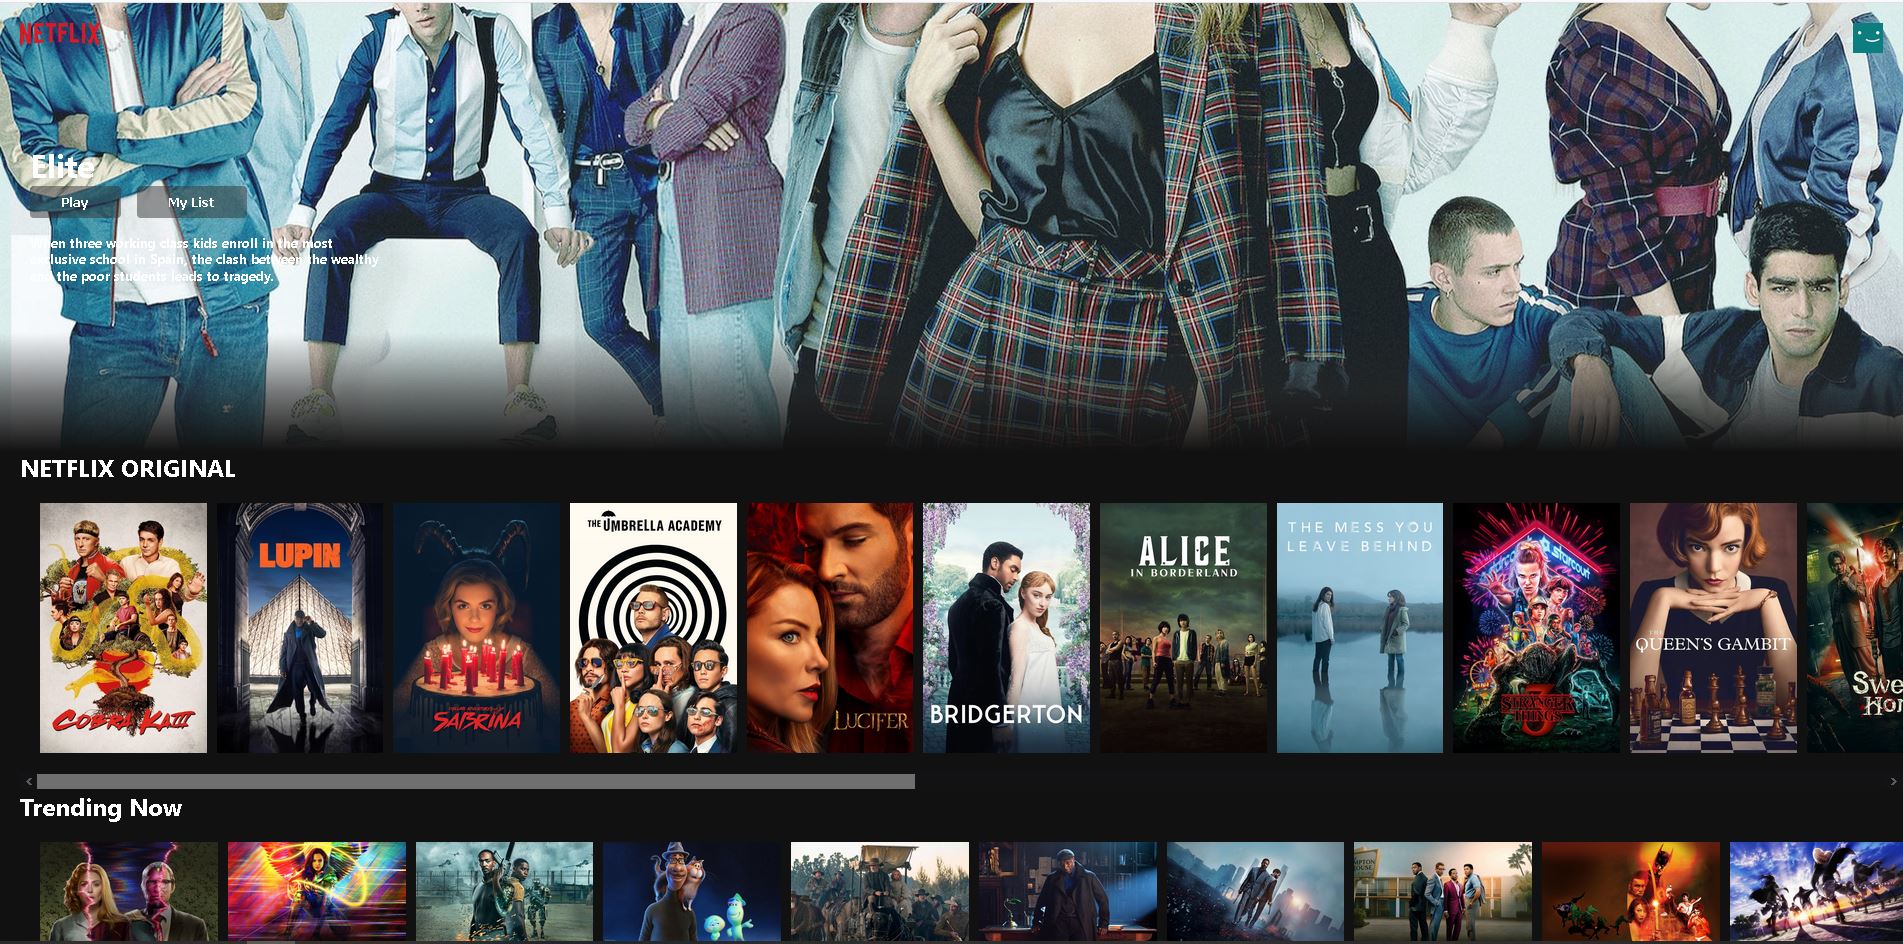 NETFLIX
Elite
Play
My List
When three working class kids enroll in the most
exclusive school in Spain, the clash between the wealthy
and the poor students leads to tragedy.
NETFLIX ORIGINAL
COBRA KAI III
LUPIN
SABRINA
THE UMBRELLA ACADEMY
LUCIFER
BRIDGERTON
ALICE
IN BORDERLAND
THE MESS YOU
LEAVE BEHIND
starcourt
STRANGER
THINGS
3
QUEEN'S GAMBIT
Swe
Ho
Trending Now